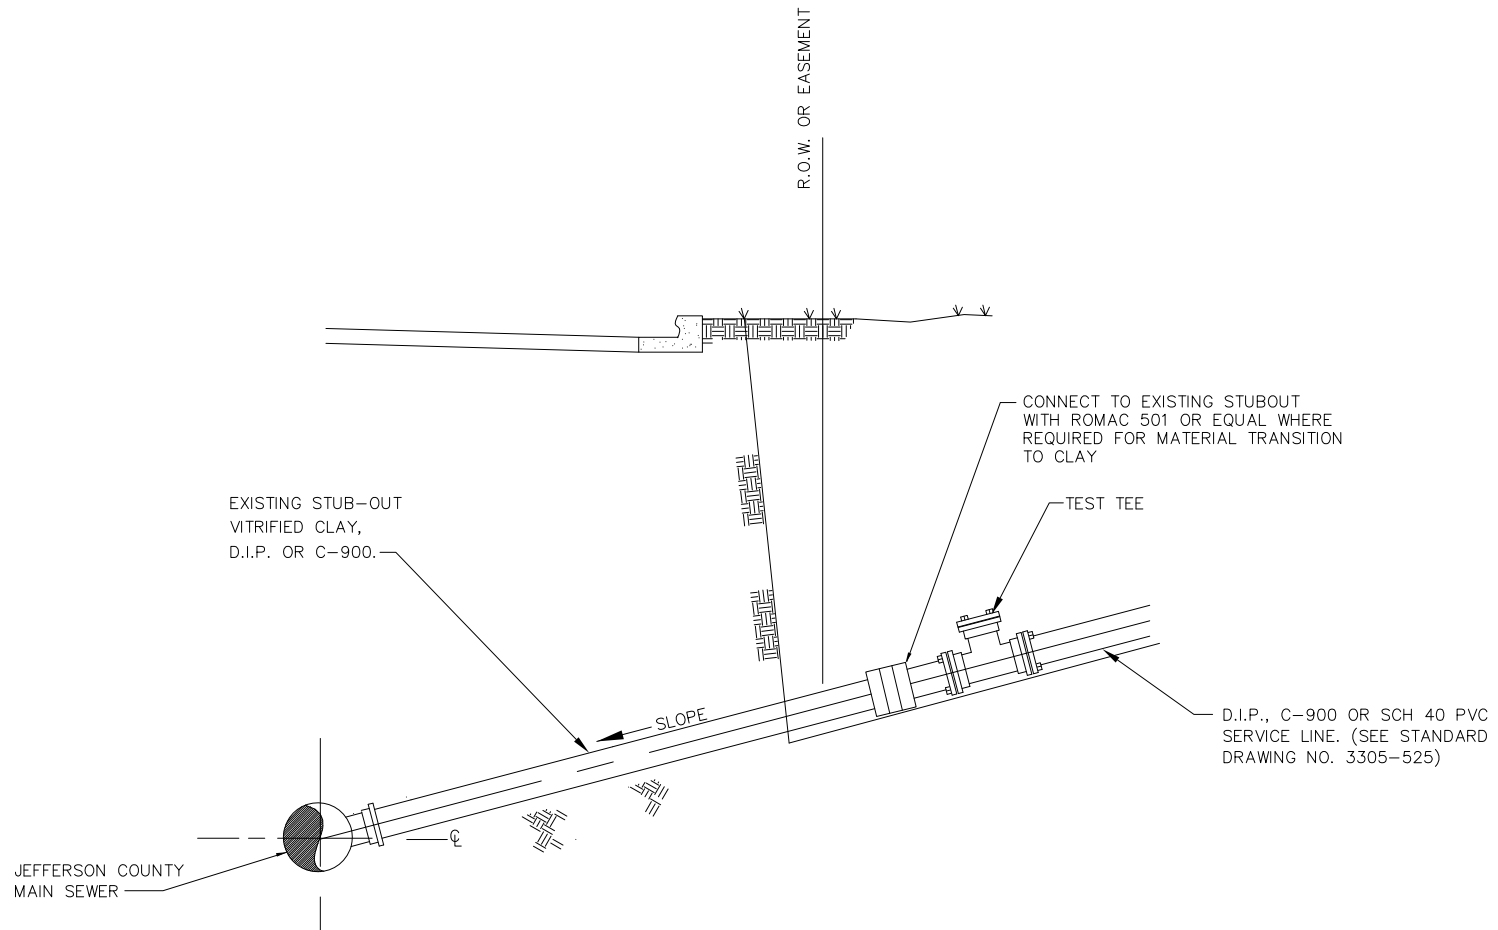 R.O.W. OR EASEMENT
CONNECT TO EXISTING STUBOUT
WITH ROMAC 501 OR EQUAL WHERE
REQUIRED FOR MATERIAL TRANSITION
TO CLAY
EXISTING STUB-OUT
VITRIFIED CLAY,
D.I.P. OR C-900.
TEST TEE
SLOPE
D.I.P., C-900 OR SCH 40 PVC
SERVICE LINE. (SEE STANDARD
DRAWING NO. 3305-525)
℄
JEFFERSON COUNTY
MAIN SEWER